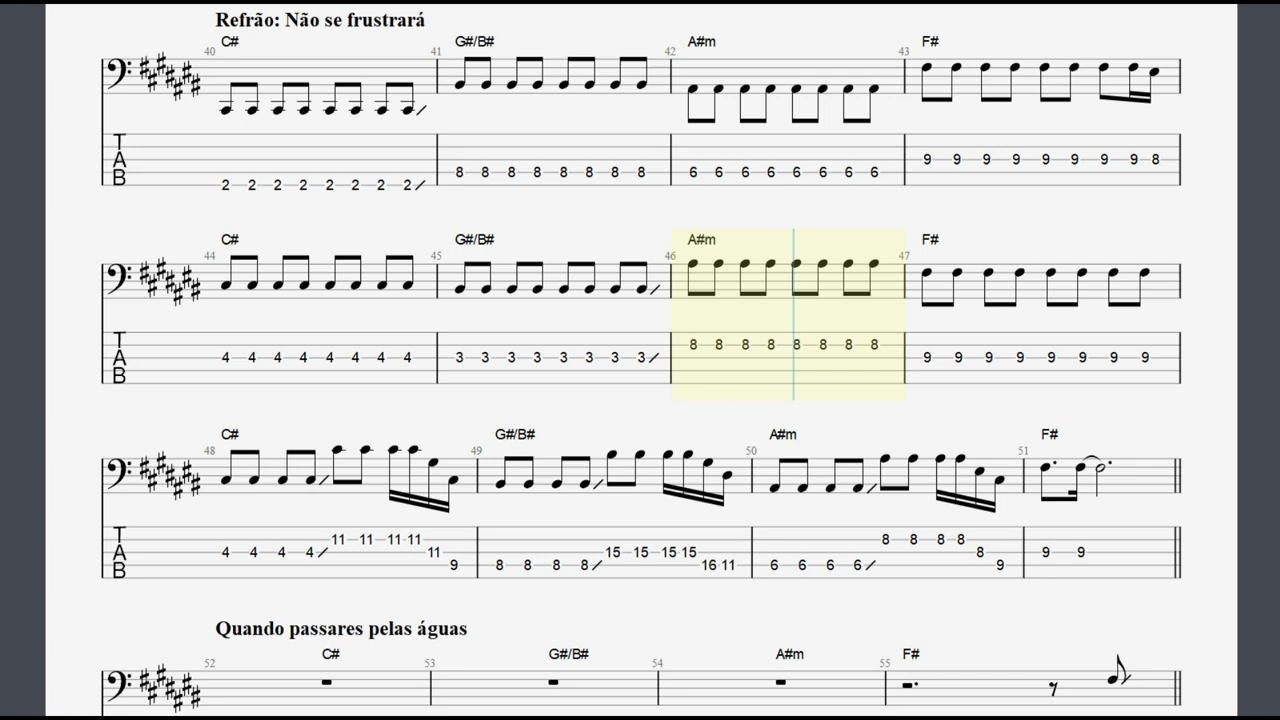 Refrão: Não se frustrará
C# G#/B# A#m F#
40 41 42 43
T
A 8 8 8 8 8 8 8 8 6 6 6 6 6 6 6 6 9 9 9 9 9 9 9 9 8
B 2 2 2 2 2 2 2 2
C# G#/B# A#m F#
44 45 46 47
T 8 8 8 8 8 8 8 8
A 4 4 4 4 4 4 4 4 3 3 3 3 3 3 3 3 9 9 9 9 9 9 9 9
B
C# G#/B# A#m F#
48 49 50 51
T 11 11 11 11 8 8 8 8
A 4 4 4 4 11 15 15 15 15 8 9 9
B 9 8 8 8 8 16 11 6 6 6 6 9
Quando passares pelas águas
C# G#/B# A#m F#
52 53 54 55